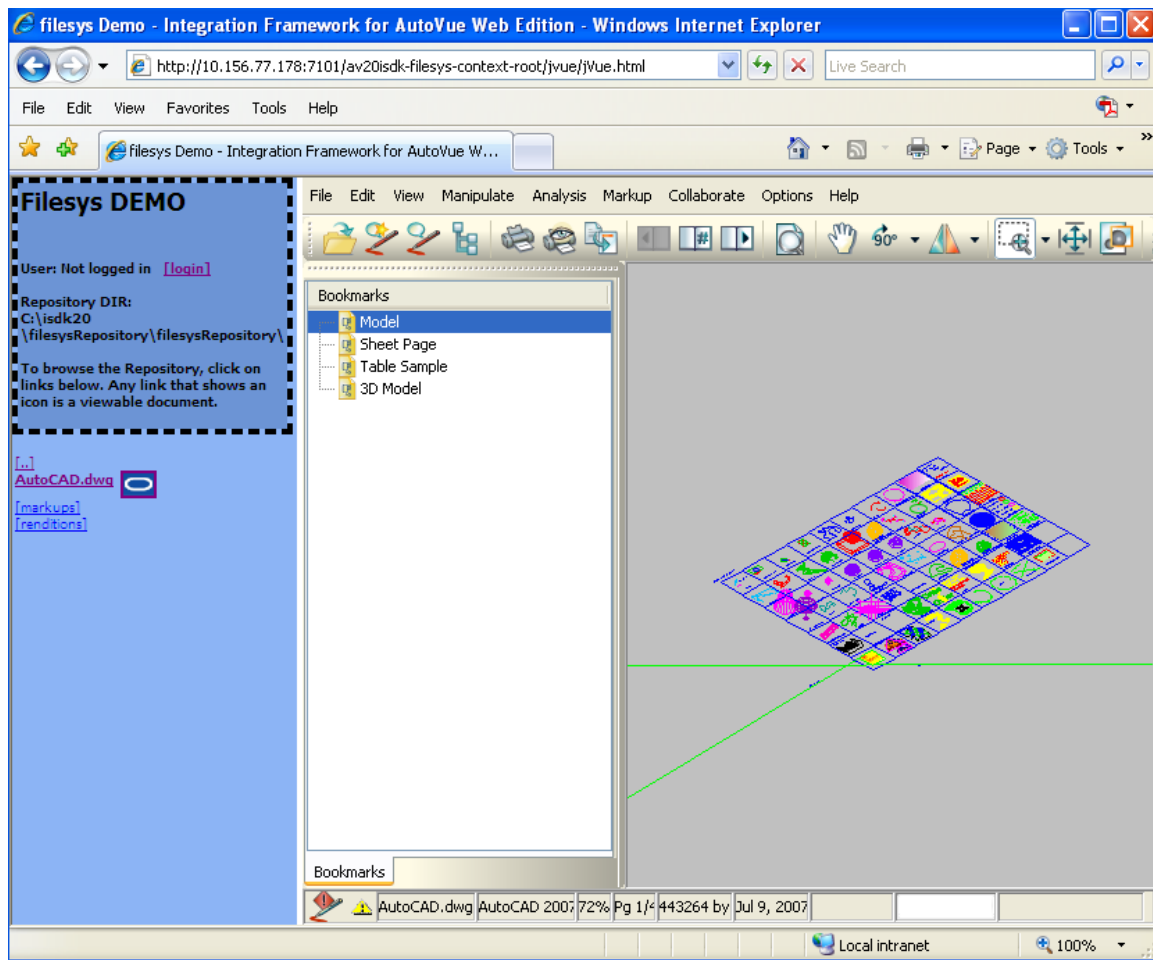 filesys Demo - Integration Framework for AutoVue Web Edition - Windows Internet Explorer
http://10.156.77.178:7101/av20isdk-filesys-context-root/jvue/jVue.html
Live Search
File Edit View Favorites Tools Help
filesys Demo - Integration Framework for AutoVue W...
Page Tools
Filesys DEMO
User: Not logged in [login]
Repository DIR:
C:\isdk20
\filesysRepository\filesysRepository\
To browse the Repository, click on
links below. Any link that shows an
icon is a viewable document.
[..]
AutoCAD.dwg
[markups]
[renditions]
File Edit View Manipulate Analysis Markup Collaborate Options Help
90°
Bookmarks
Model
Sheet Page
Table Sample
3D Model
Bookmarks
AutoCAD.dwg AutoCAD 2007 72% Pg 1/4 443264 by Jul 9, 2007
Local intranet 100%